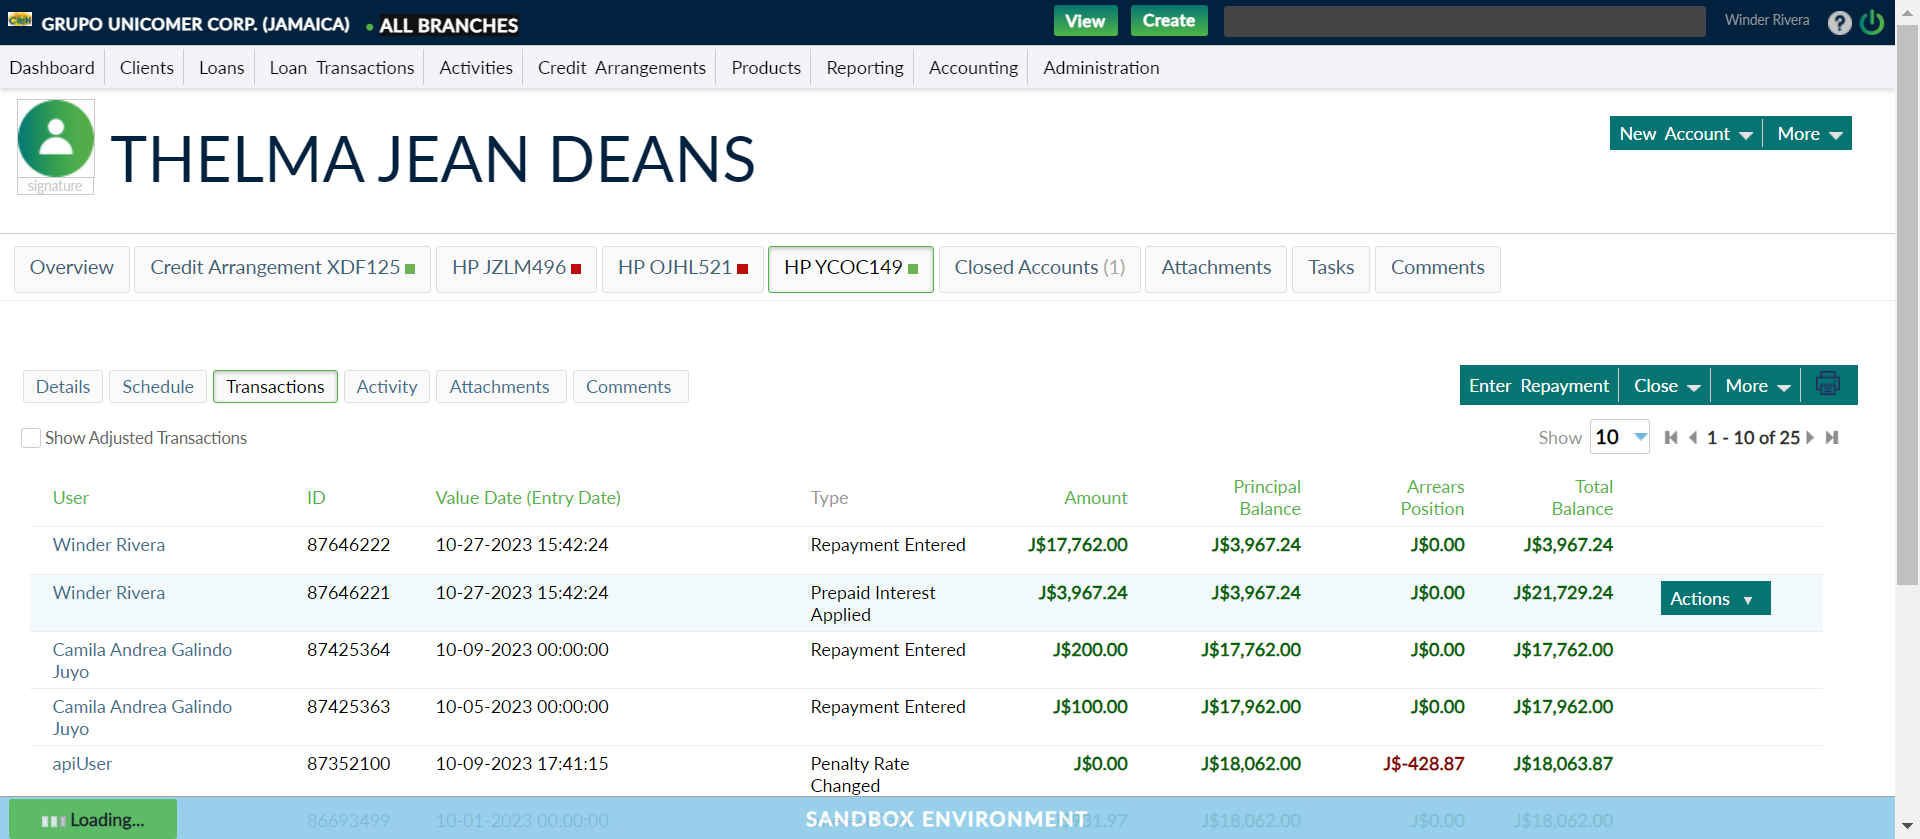 GRUPO UNICOMER CORP. (JAMAICA) ALL BRANCHES View Create Winder Rivera ?
Dashboard Clients Loans Loan Transactions Activities Credit Arrangements Products Reporting Accounting Administration
signature
THELMA JEAN DEANS
New Account More
Overview Credit Arrangement XDF125 HP JZLM496 HP OJHL521 HP YCOC149 Closed Accounts (1) Attachments Tasks Comments
Details Schedule Transactions Activity Attachments Comments Enter Repayment Close More
Show Adjusted Transactions Show 10 1 - 10 of 25
User ID Value Date (Entry Date) Type Amount Principal Balance Arrears Position Total Balance
Winder Rivera 87646222 10-27-2023 15:42:24 Repayment Entered J$17,762.00 J$3,967.24 J$0.00 J$3,967.24
Winder Rivera 87646221 10-27-2023 15:42:24 Prepaid Interest Applied J$3,967.24 J$3,967.24 J$0.00 J$21,729.24 Actions
Camila Andrea Galindo Juyo 87425364 10-09-2023 00:00:00 Repayment Entered J$200.00 J$17,762.00 J$0.00 J$17,762.00
Camila Andrea Galindo Juyo 87425363 10-05-2023 00:00:00 Repayment Entered J$100.00 J$17,962.00 J$0.00 J$17,962.00
apiUser 87352100 10-09-2023 17:41:15 Penalty Rate Changed J$0.00 J$18,062.00 J$-428.87 J$18,063.87
Loading... 86693499 10-01-2023 00:00:00 SANDBOX ENVIRONMENT J$18,062.00 J$0.00 J$18,062.00